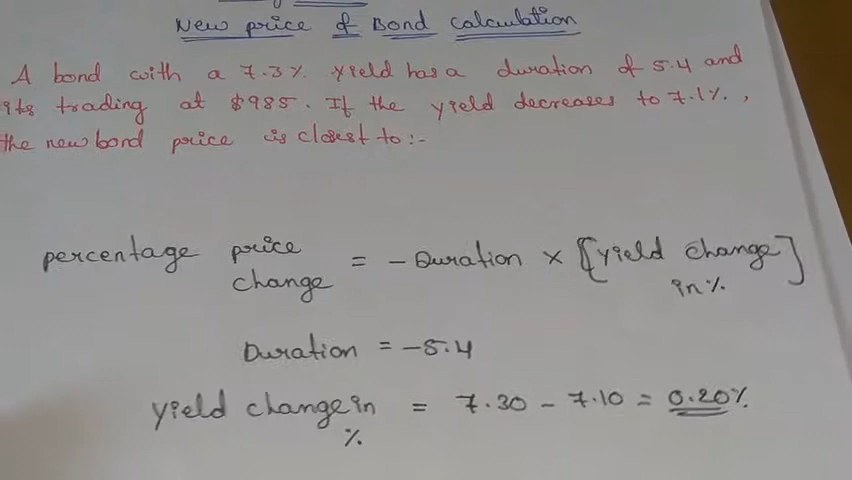 New price of Bond calculation
A bond with a 7.3% yield has a duration of 5.4 and
its trading at $985. If the yield decreases to 7.1%,
the new bond price is closest to :-
percentage price change = - Duration × [yield change in %]
Duration = -5.4
yield change in % = 7.30 - 7.10 = 0.20%